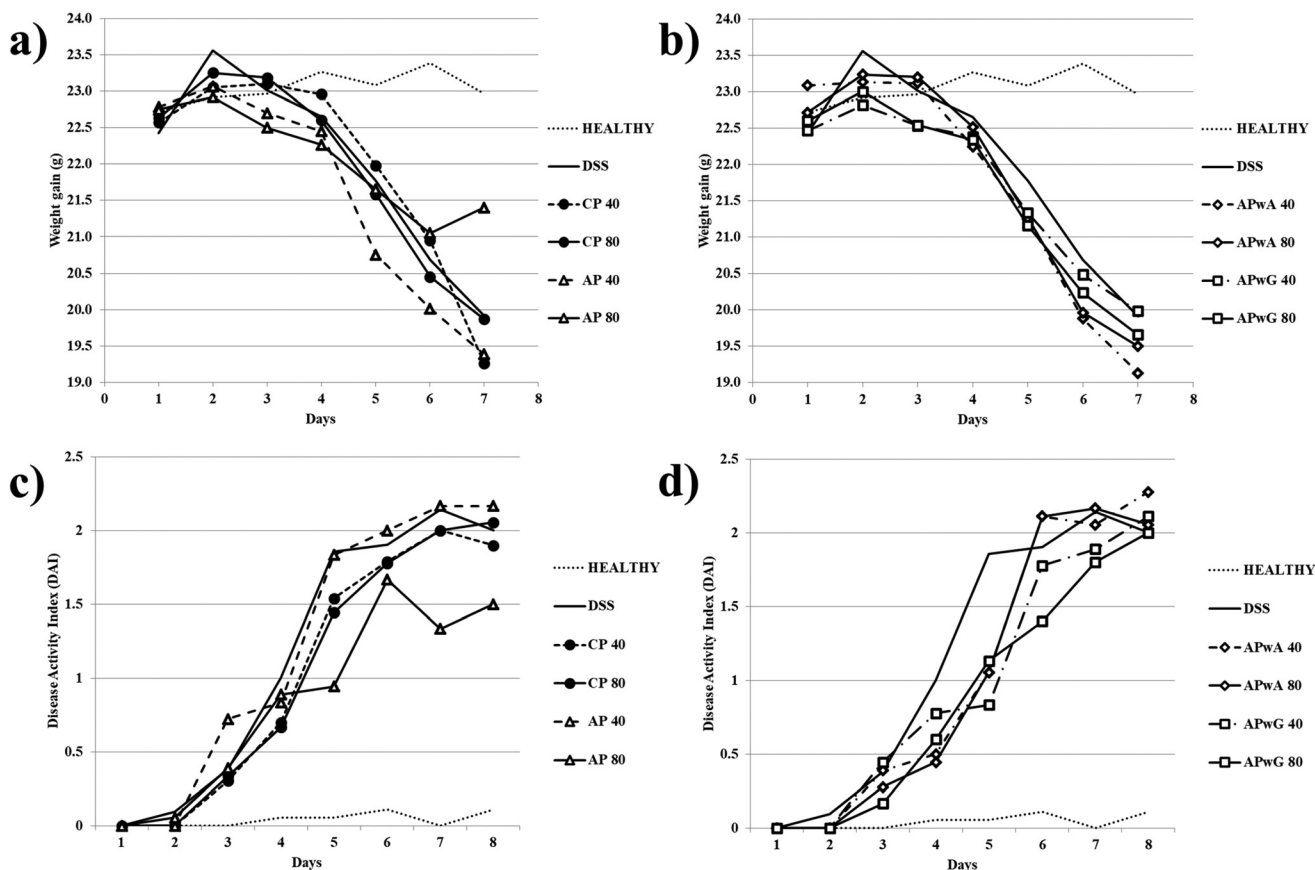 a)
24.0
23.5
23.0
22.5
22.0
21.5
21.0
20.5
20.0
19.5
19.0
0 1 2 3 4 5 6 7 8
Weight gain (g)
Days
HEALTHY
DSS
CP 40
CP 80
AP 40
AP 80
b)
24.0
23.5
23.0
22.5
22.0
21.5
21.0
20.5
20.0
19.5
19.0
0 1 2 3 4 5 6 7 8
Weight gain (g)
Days
HEALTHY
DSS
APwA 40
APwA 80
APwG 40
APwG 80
c)
2.5
2
1.5
1
0.5
0
1 2 3 4 5 6 7 8
Disease Activity Index (DAI)
Days
HEALTHY
DSS
CP 40
CP 80
AP 40
AP 80
d)
2.5
2
1.5
1
0.5
0
1 2 3 4 5 6 7 8
Disease Activity Index (DAI)
Days
HEALTHY
DSS
APwA 40
APwA 80
APwG 40
APwG 80